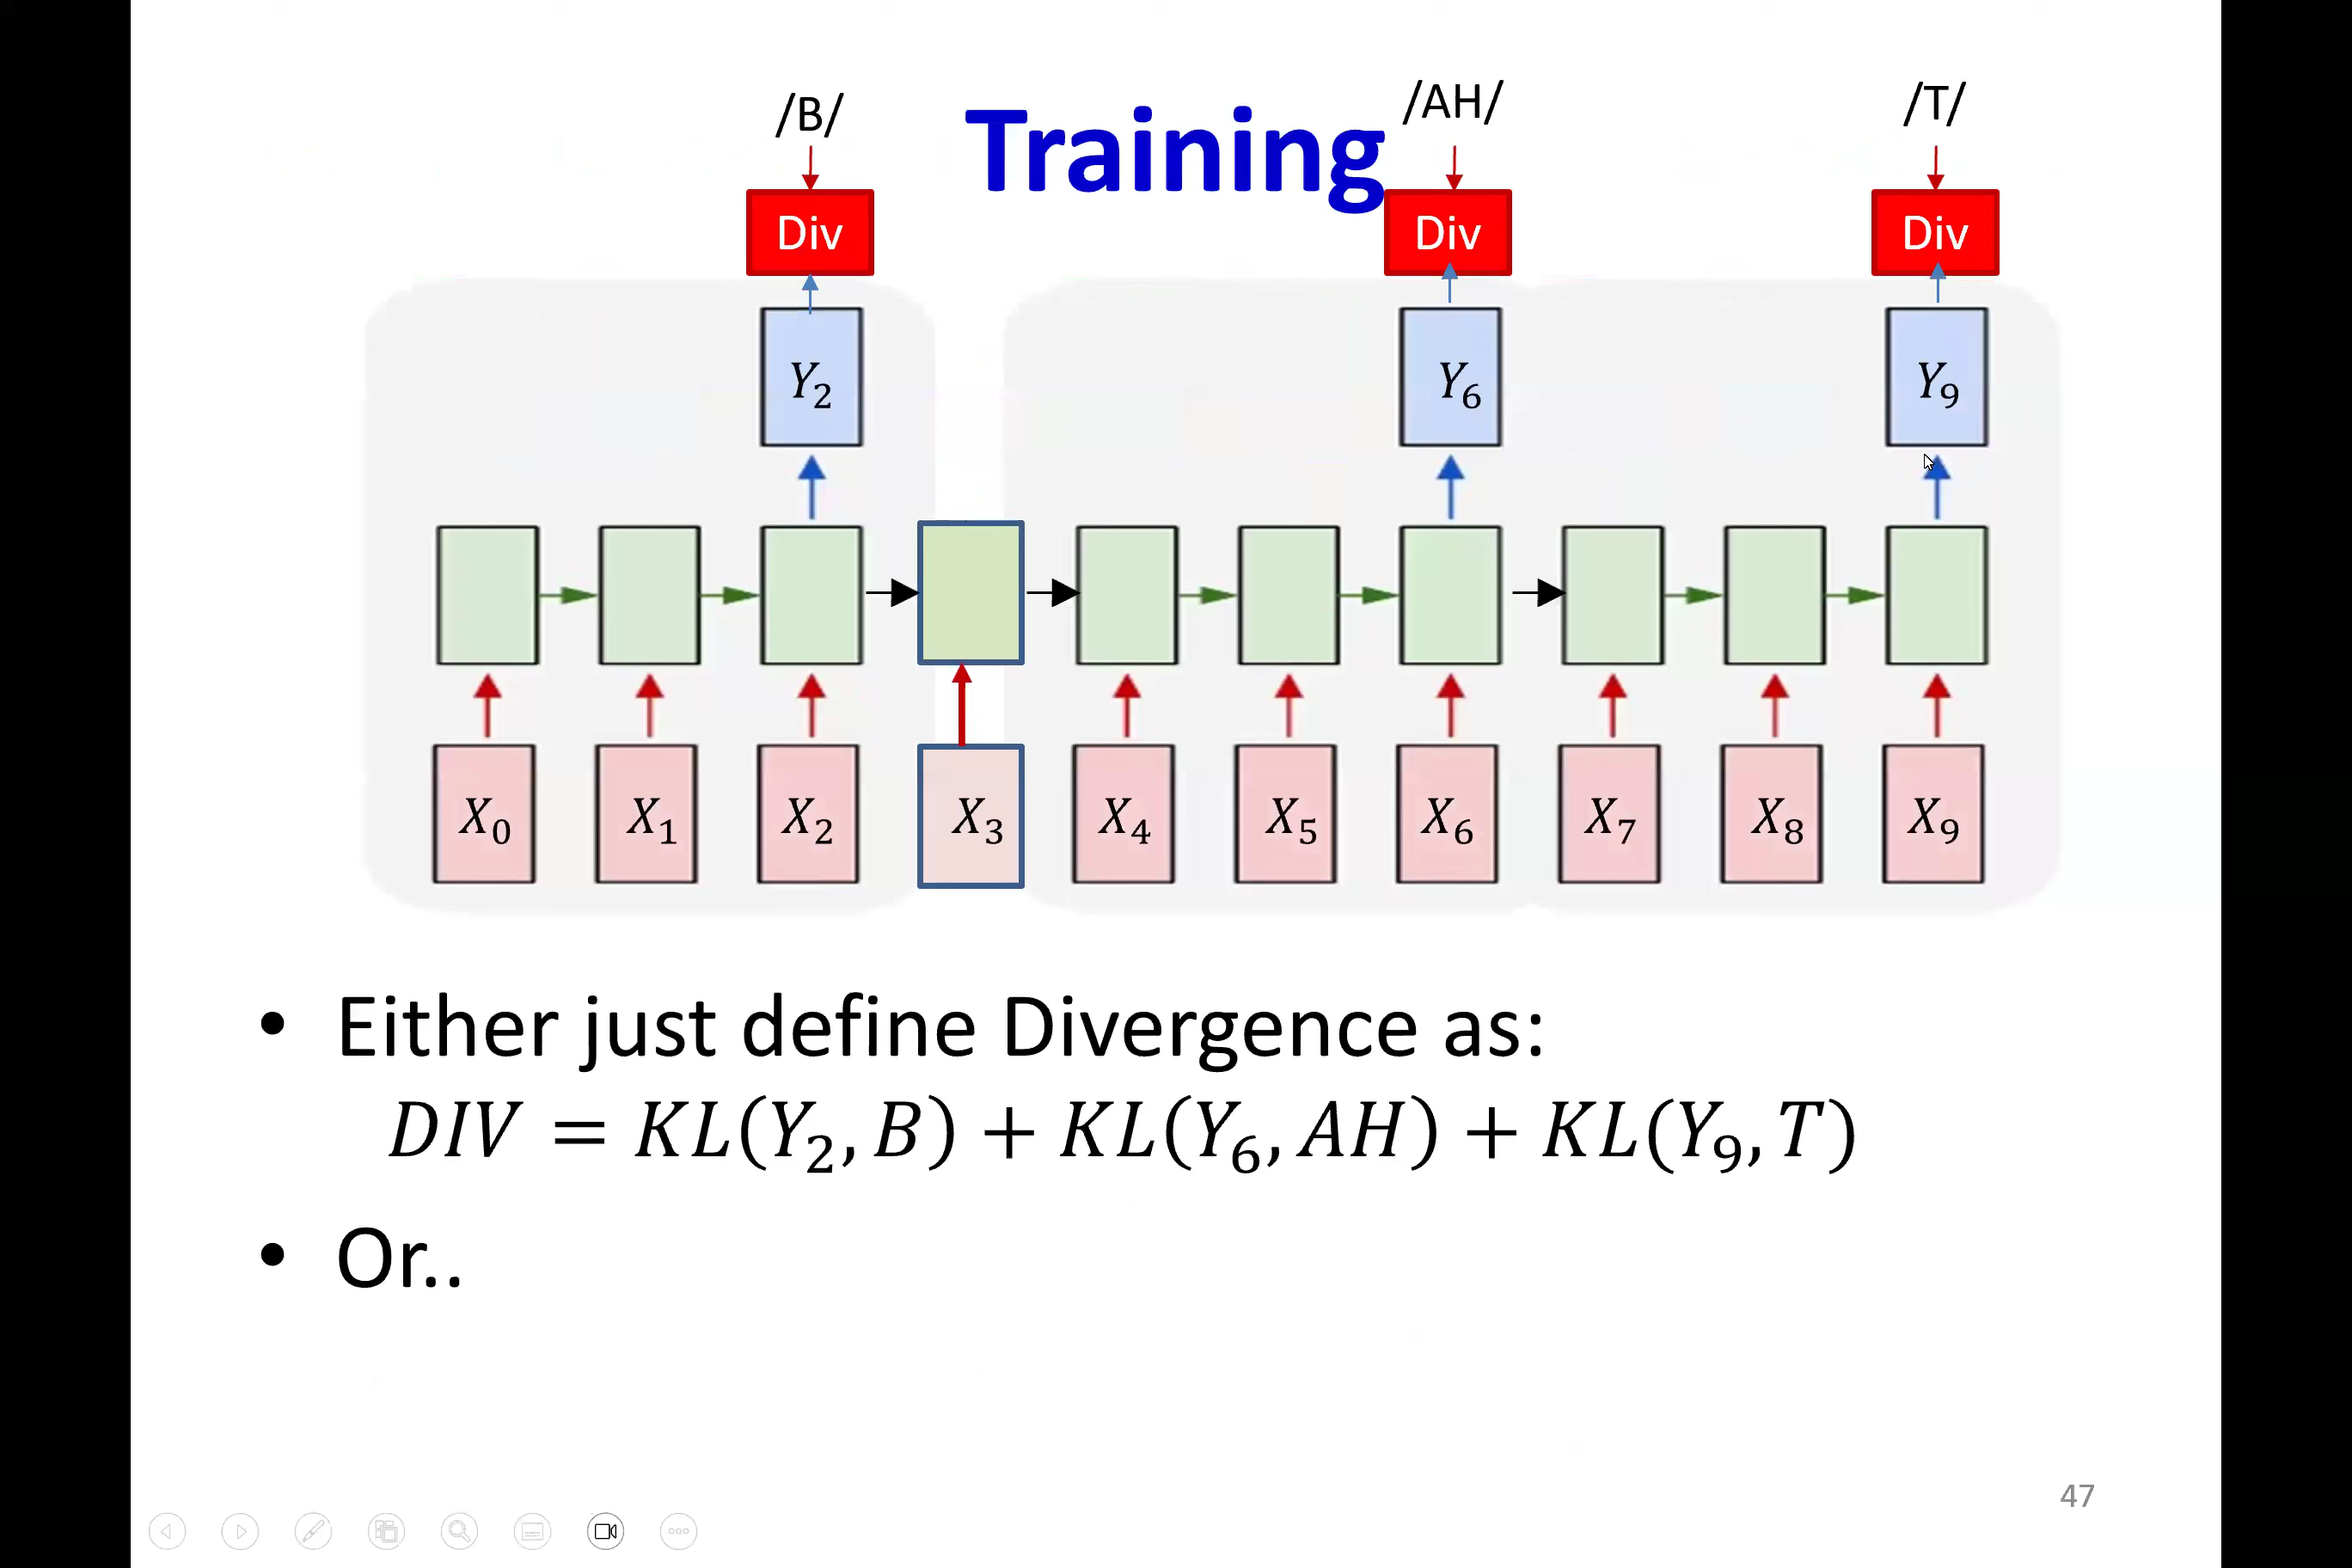 /B/
Training
/AH/
/T/
Div
Div
Div
Y₂
Y₆
Y₉
X₀
X₁
X₂
X₃
X₄
X₅
X₆
X₇
X₈
X₉
• Either just define Divergence as:
DIV = KL(Y₂, B) + KL(Y₆, AH) + KL(Y₉, T)
• Or..
47